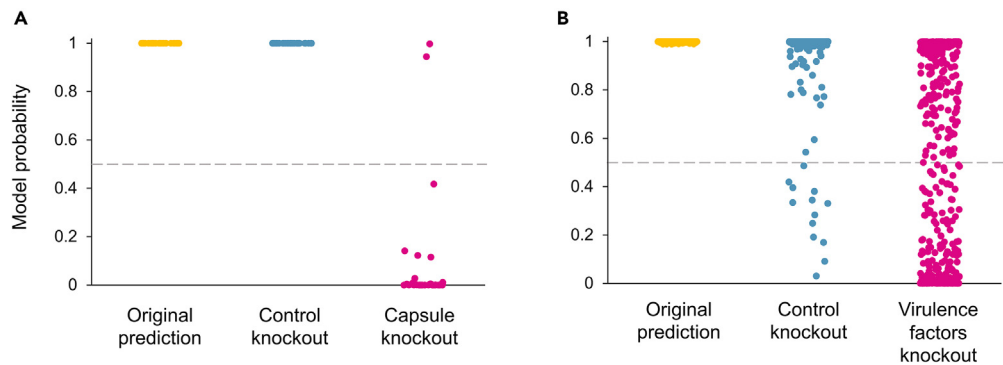 A
Model probability
1
0.8
0.6
0.4
0.2
0
Original
prediction
Control
knockout
Capsule
knockout
B
1
0.8
0.6
0.4
0.2
0
Original
prediction
Control
knockout
Virulence
factors
knockout